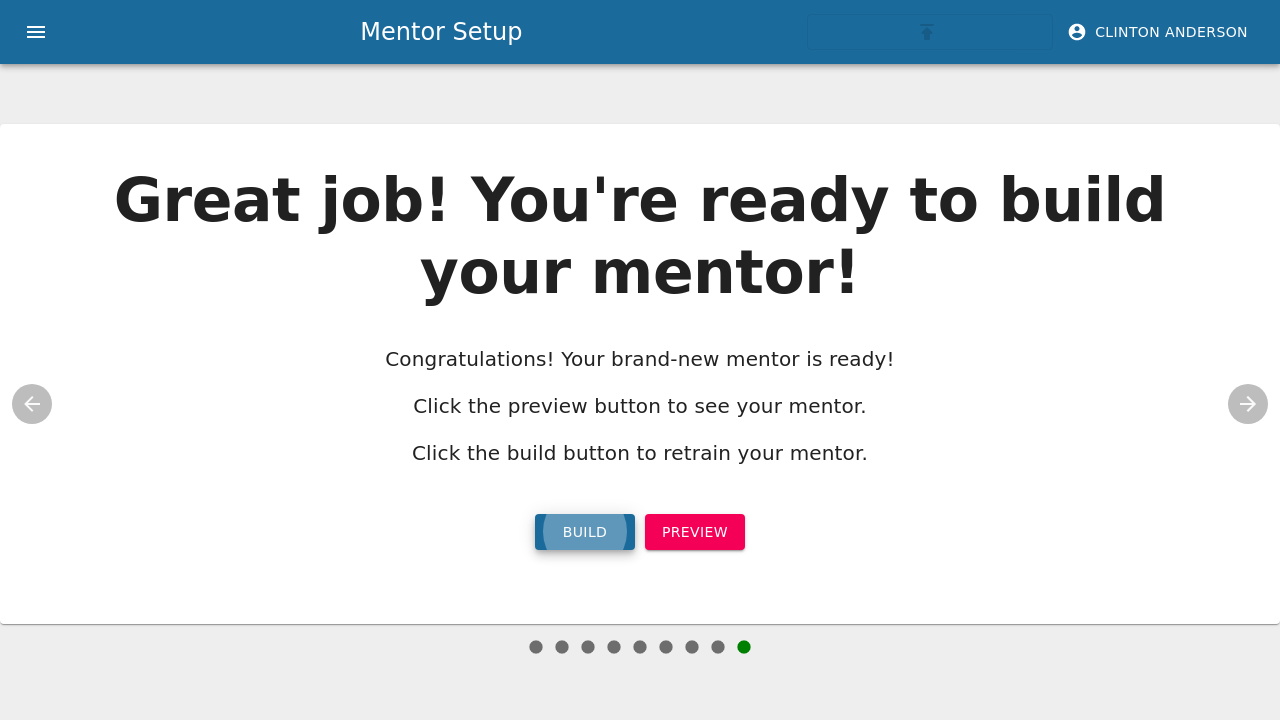 Mentor Setup
CLINTON ANDERSON
Great job! You're ready to build
your mentor!
Congratulations! Your brand-new mentor is ready!
Click the preview button to see your mentor.
Click the build button to retrain your mentor.
BUILD
PREVIEW